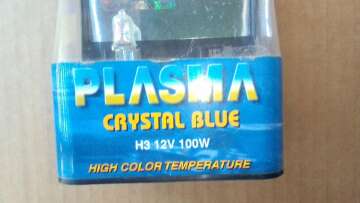 PLASMA
CRYSTAL BLUE
H3 12V 100W
HIGH COLOR TEMPERATURE